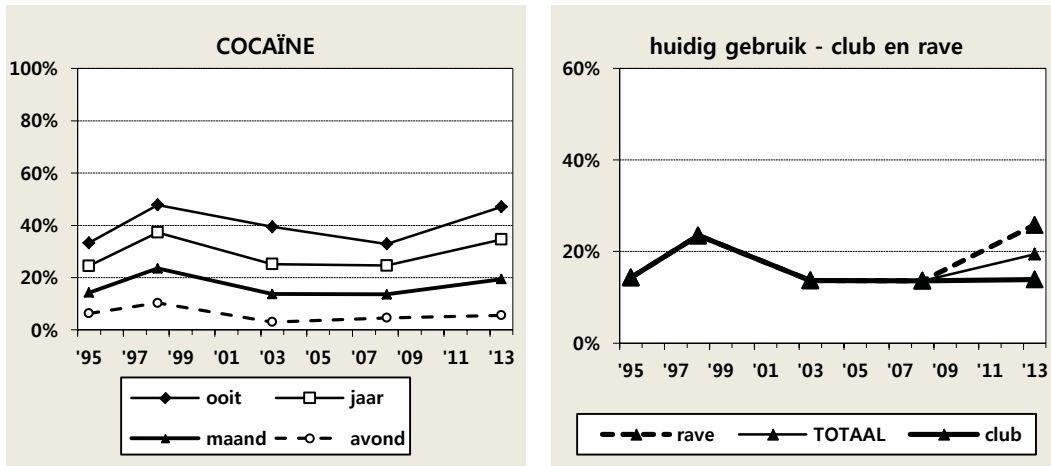 COCAÏNE
100%
80%
60%
40%
20%
0%
'95 '97 '99 '01 '03 '05 '07 '09 '11 '13
ooit jaar
maand avond
huidig gebruik - club en rave
60%
40%
20%
0%
'95 '97 '99 '01 '03 '05 '07 '09 '11 '13
rave TOTAAL club